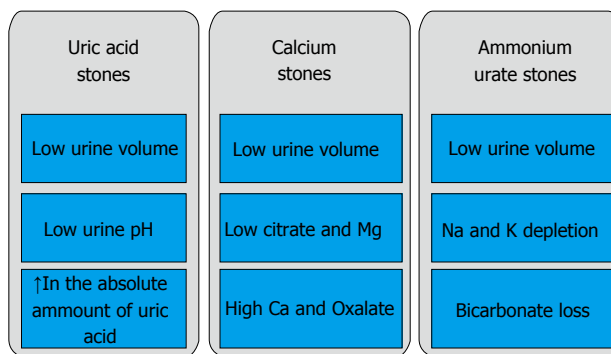 Uric acid
stones
Low urine volume
Low urine pH
↑In the absolute
ammount of uric
acid
Calcium
stones
Low urine volume
Low citrate and Mg
High Ca and Oxalate
Ammonium
urate stones
Low urine volume
Na and K depletion
Bicarbonate loss